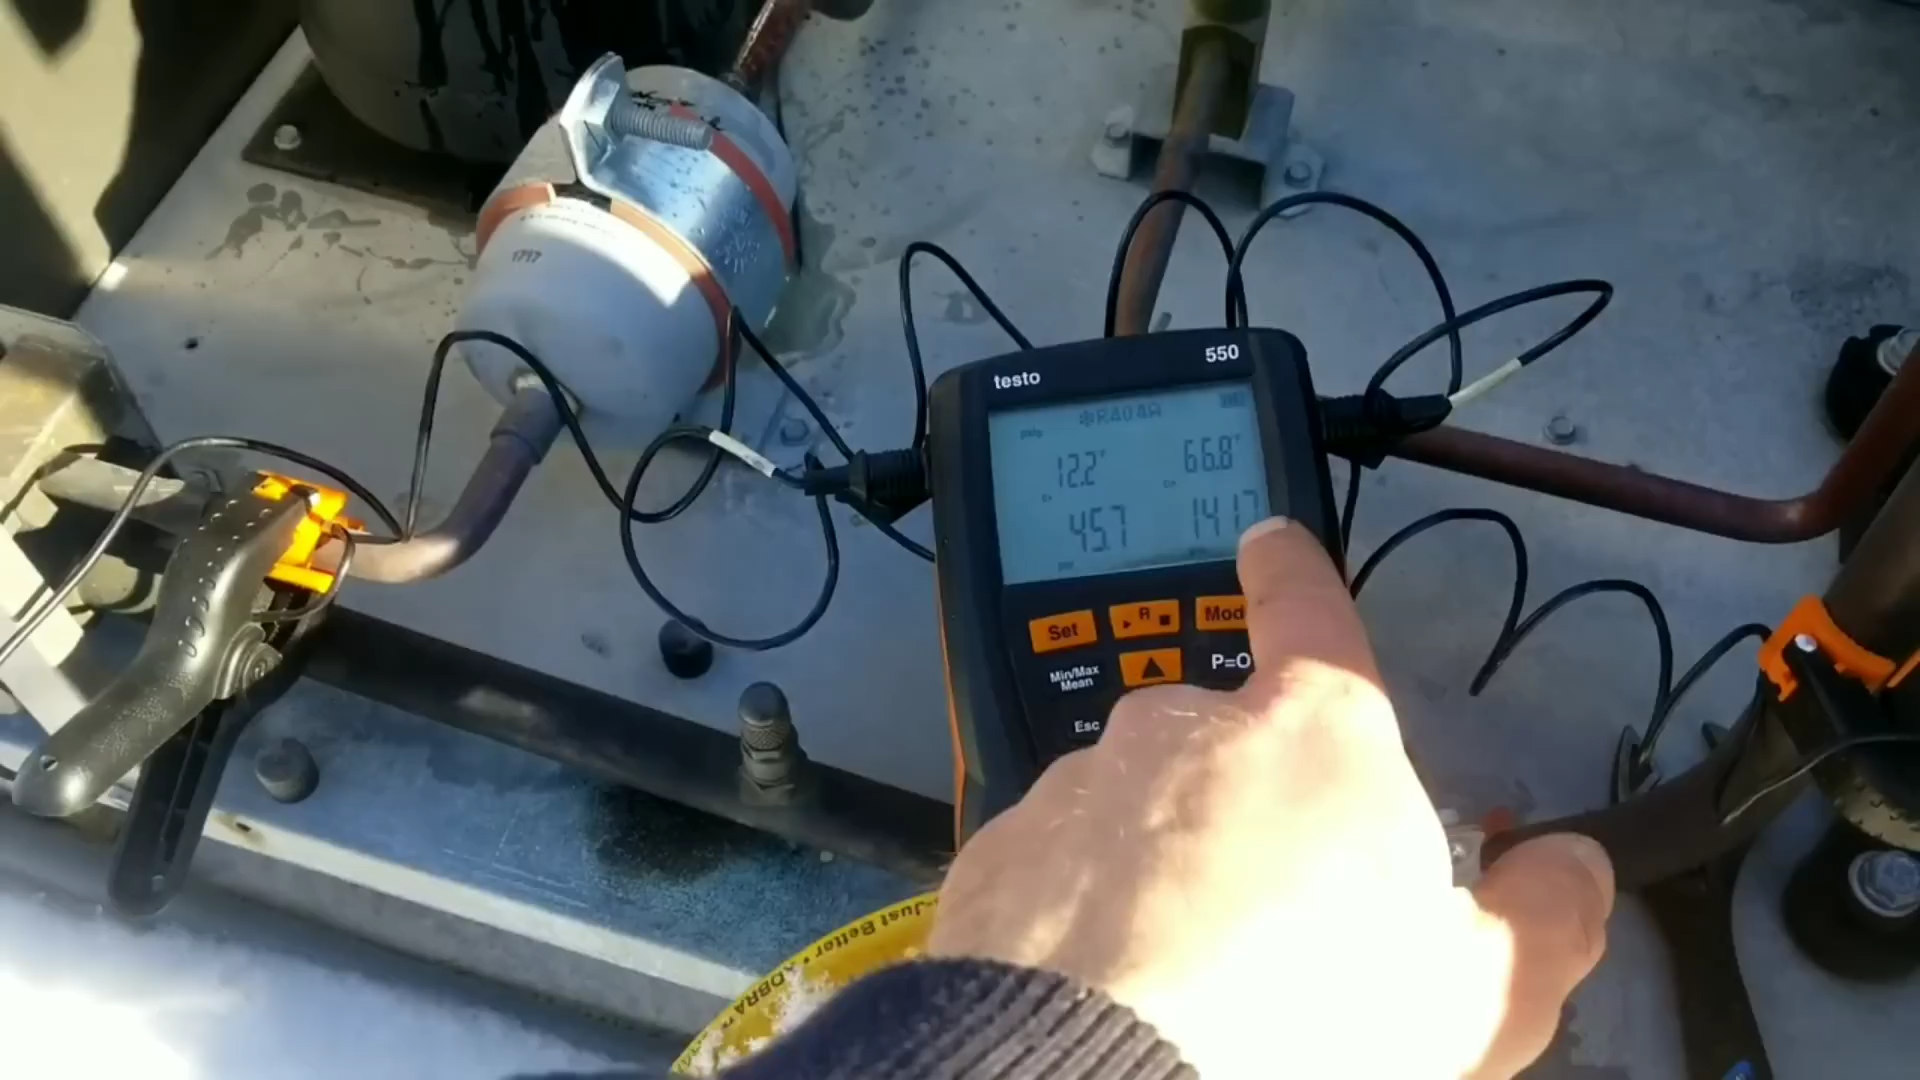 1717
testo
550
R404A
psig
12.2°
66.8°
45.7
141.7
Set
R
Mod
Min/Max
Mean
P=O
Esc
Just Better